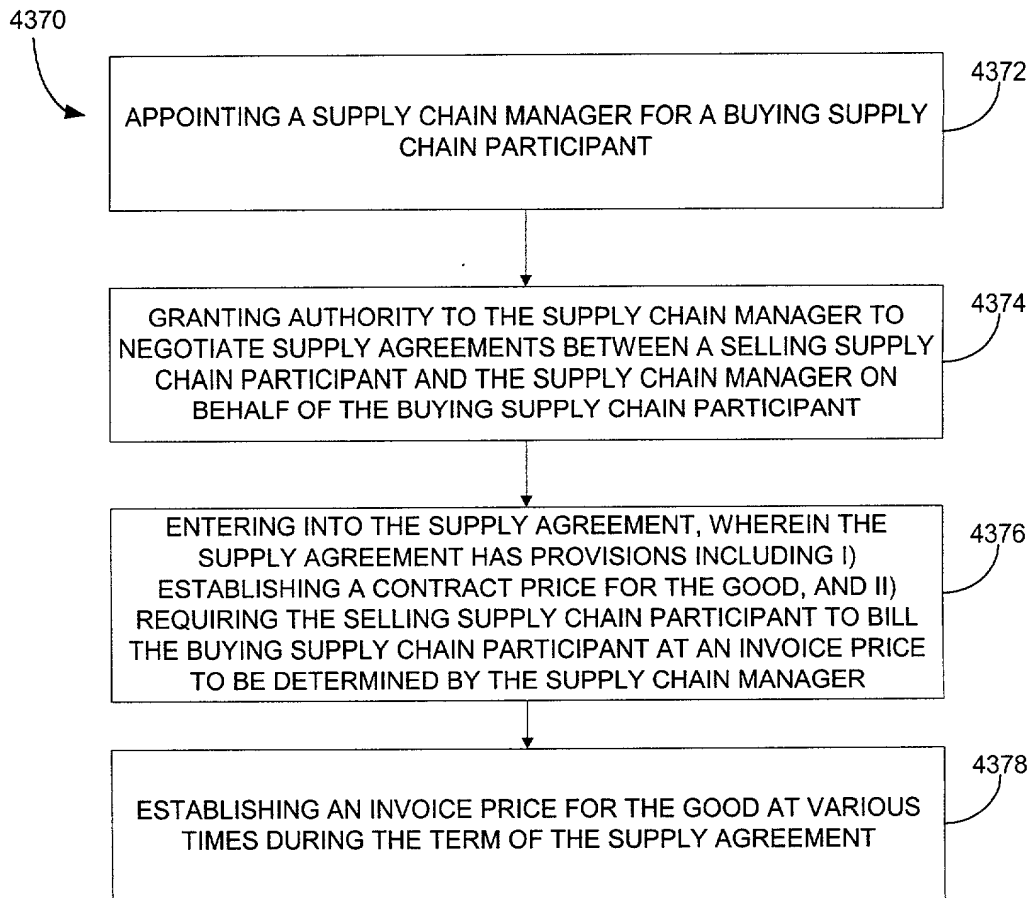 4370
4372
APPOINTING A SUPPLY CHAIN MANAGER FOR A BUYING SUPPLY
CHAIN PARTICIPANT
4374
GRANTING AUTHORITY TO THE SUPPLY CHAIN MANAGER TO
NEGOTIATE SUPPLY AGREEMENTS BETWEEN A SELLING SUPPLY
CHAIN PARTICIPANT AND THE SUPPLY CHAIN MANAGER ON
BEHALF OF THE BUYING SUPPLY CHAIN PARTICIPANT
4376
ENTERING INTO THE SUPPLY AGREEMENT, WHEREIN THE
SUPPLY AGREEMENT HAS PROVISIONS INCLUDING I)
ESTABLISHING A CONTRACT PRICE FOR THE GOOD, AND II)
REQUIRING THE SELLING SUPPLY CHAIN PARTICIPANT TO BILL
THE BUYING SUPPLY CHAIN PARTICIPANT AT AN INVOICE PRICE
TO BE DETERMINED BY THE SUPPLY CHAIN MANAGER
4378
ESTABLISHING AN INVOICE PRICE FOR THE GOOD AT VARIOUS
TIMES DURING THE TERM OF THE SUPPLY AGREEMENT